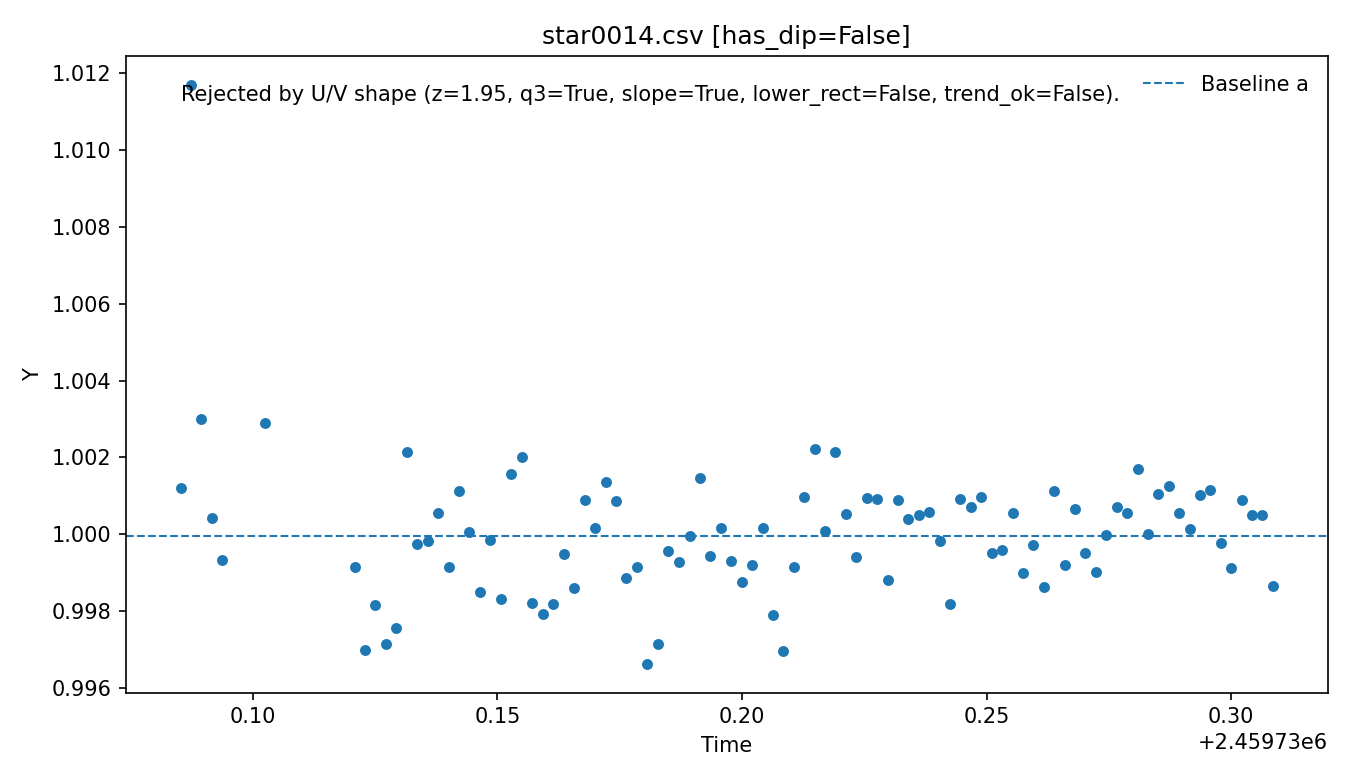 star0014.csv [has_dip=False]
Rejected by U/V shape (z=1.95, q3=True, slope=True, lower_rect=False, trend_ok=False).
Baseline a
1.012
1.010
1.008
1.006
1.004
1.002
1.000
0.998
0.996
Y
0.10
0.15
0.20
0.25
0.30
Time
+2.45973e6